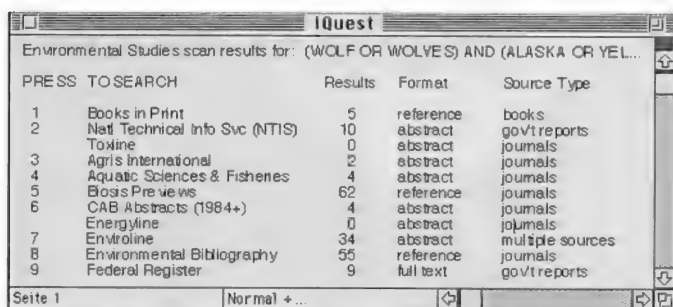 IQuest
Environmental Studies scan results for: (WOLF OR WOLVES) AND (ALASKA OR YEL...
PRESS TO SEARCH Results Format Source Type
1 Books in Print 5 reference books
2 Natl Technical Info Svc (NTIS) 10 abstract gov't reports
Toxline 0 abstract journals
3 Agris International 2 abstract journals
4 Aquatic Sciences & Fisheries 4 abstract journals
5 Biosis Previews 62 reference journals
6 CAB Abstracts (1984+) 4 abstract journals
Energyline 0 abstract journals
7 Enviroline 34 abstract multiple sources
8 Environmental Bibliography 55 reference journals
9 Federal Register 9 full text gov't reports
Seite 1 Normal +...